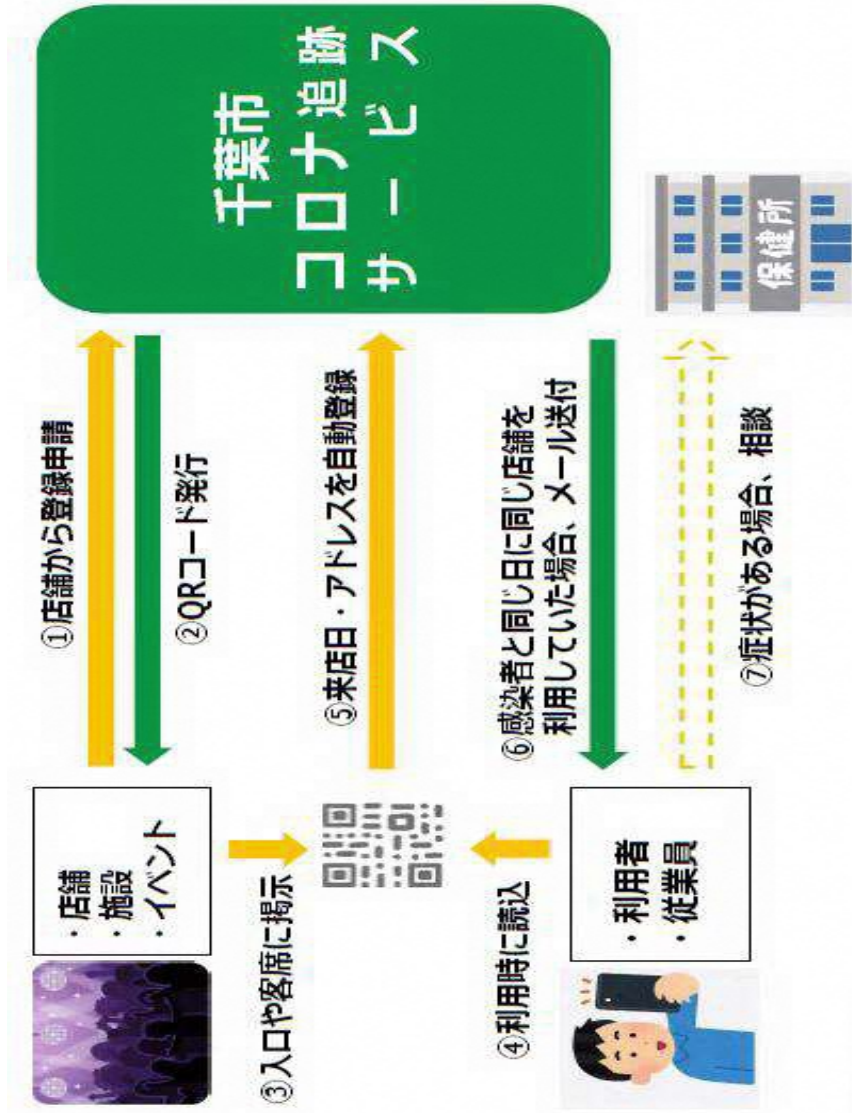 千葉市
コロナ追跡
サービス
①店舗から登録申請
②QRコード発行
・店舗
・施設
・イベント
③入口や客席に掲示
④利用時に読込
・利用者
・従業員
⑤来店日・アドレスを自動登録
⑥感染者と同じ日に同じ店舗を
利用していた場合、メール送付
⑦症状がある場合、相談
保健所